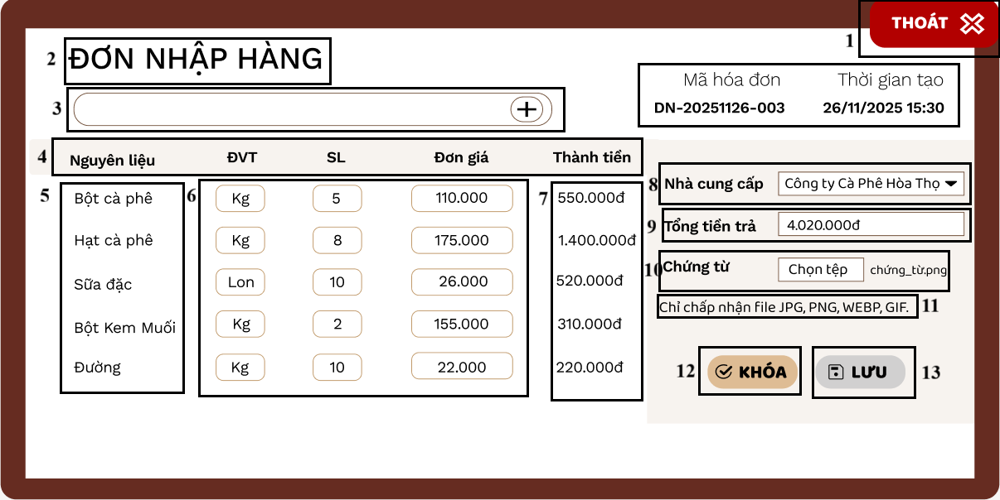 1 THOÁT
2 ĐƠN NHẬP HÀNG
Mã hóa đơn Thời gian tạo
DN-20251126-003 26/11/2025 15:30
3 +
4 Nguyên liệu ĐVT SL Đơn giá Thành tiền
5 Bột cà phê 6 Kg 5 110.000 7 550.000đ
Hạt cà phê Kg 8 175.000 1.400.000đ
Sữa đặc Lon 10 26.000 520.000đ
Bột Kem Muối Kg 2 155.000 310.000đ
Đường Kg 10 22.000 220.000đ
8 Nhà cung cấp Công ty Cà Phê Hòa Thọ
9 Tổng tiền trả 4.020.000đ
10 Chứng từ Chọn tệp chứng_từ.png
Chỉ chấp nhận file JPG, PNG, WEBP, GIF. 11
12 KHÓA LƯU 13